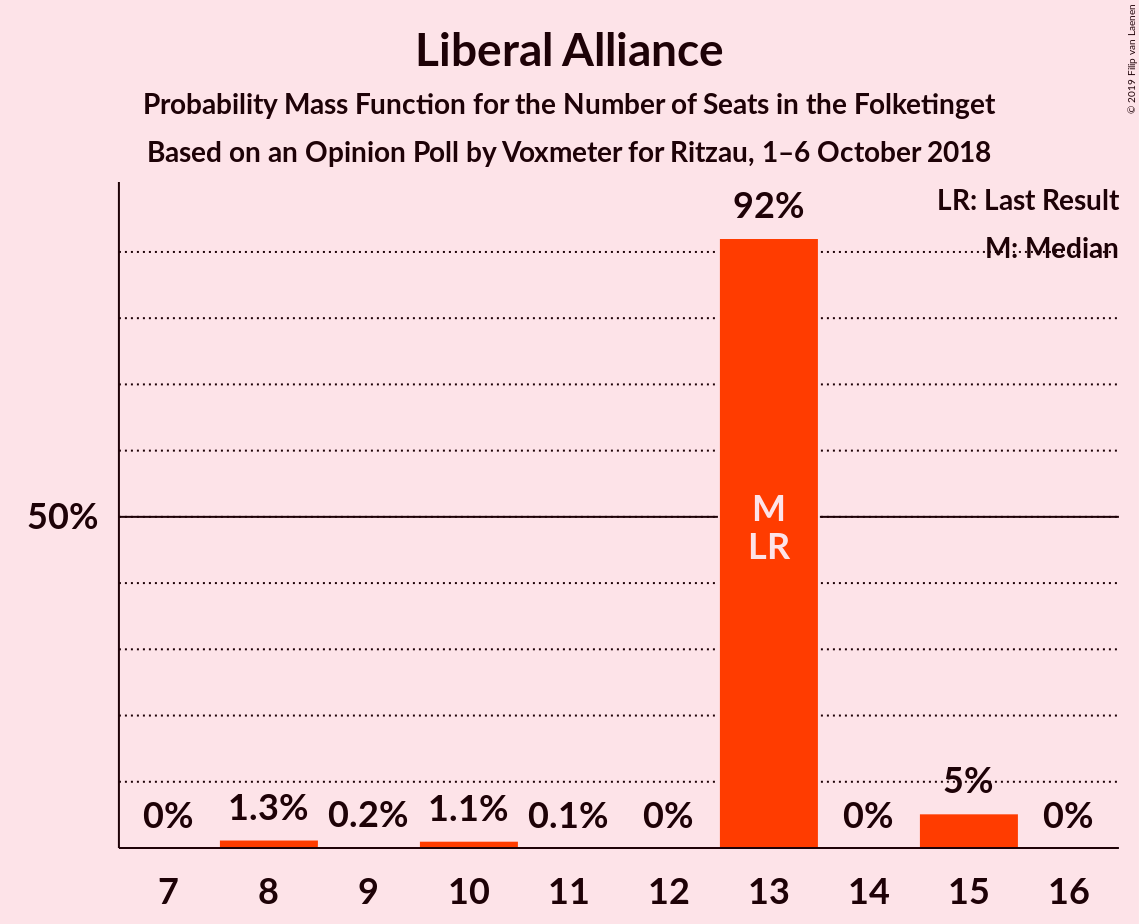 Liberal Alliance
Probability Mass Function for the Number of Seats in the Folketinget
Based on an Opinion Poll by Voxmeter for Ritzau, 1–6 October 2018
© 2019 Filip van Laenen
LR: Last Result
M: Median
92%
50%
M
LR
0% 1.3% 0.2% 1.1% 0.1% 0% 0% 5% 0%
7 8 9 10 11 12 13 14 15 16